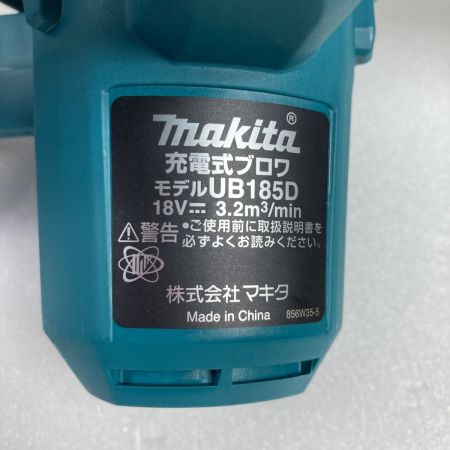 makita®
充電式ブロワ
モデルUB185D
18V⎓ 3.2m³/min
⚠警告 •ご使用前に取扱説明書を
必ずよくお読みください。
株式会社マキタ
Made in China 856W35-5